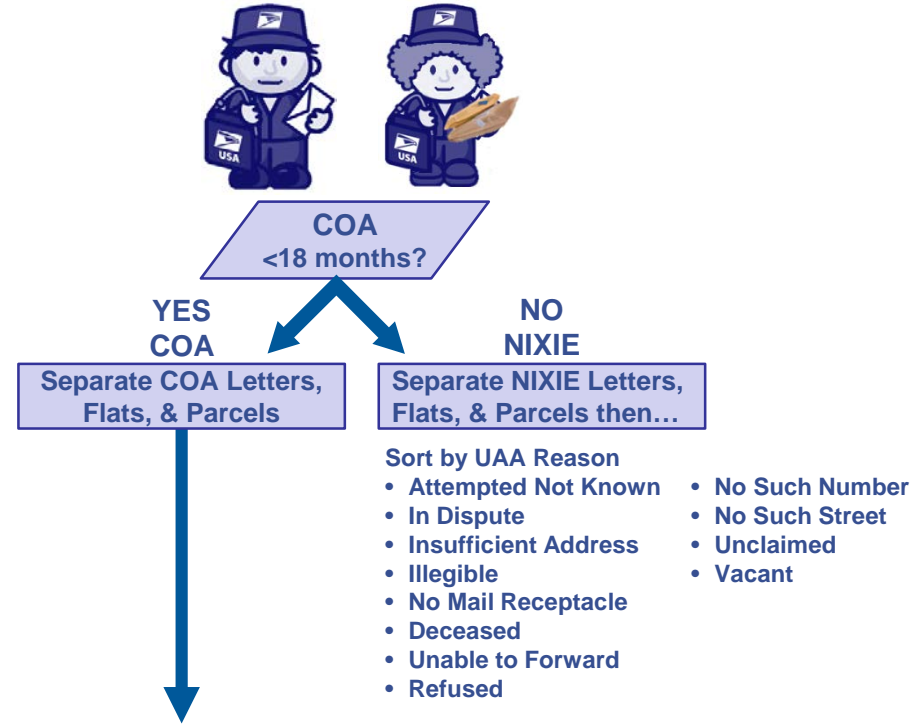 USA
USA
COA
<18 months?
YES
COA
NO
NIXIE
Separate COA Letters,
Flats, & Parcels
Separate NIXIE Letters,
Flats, & Parcels then…
Sort by UAA Reason
• Attempted Not Known
• In Dispute
• Insufficient Address
• Illegible
• No Mail Receptacle
• Deceased
• Unable to Forward
• Refused
• No Such Number
• No Such Street
• Unclaimed
• Vacant